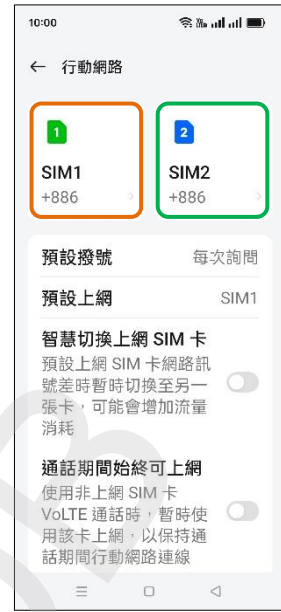 10:00
← 行動網路
1
2
SIM1
SIM2
+886
+886
預設撥號 每次詢問
預設上網 SIM1
智慧切換上網 SIM 卡
預設上網 SIM 卡網路訊
號差時暫時切換至另一
張卡，可能會增加流量
消耗
通話期間始終可上網
使用非上網 SIM 卡
VoLTE 通話時，暫時使
用該卡上網，以保持通
話期間行動網路連線